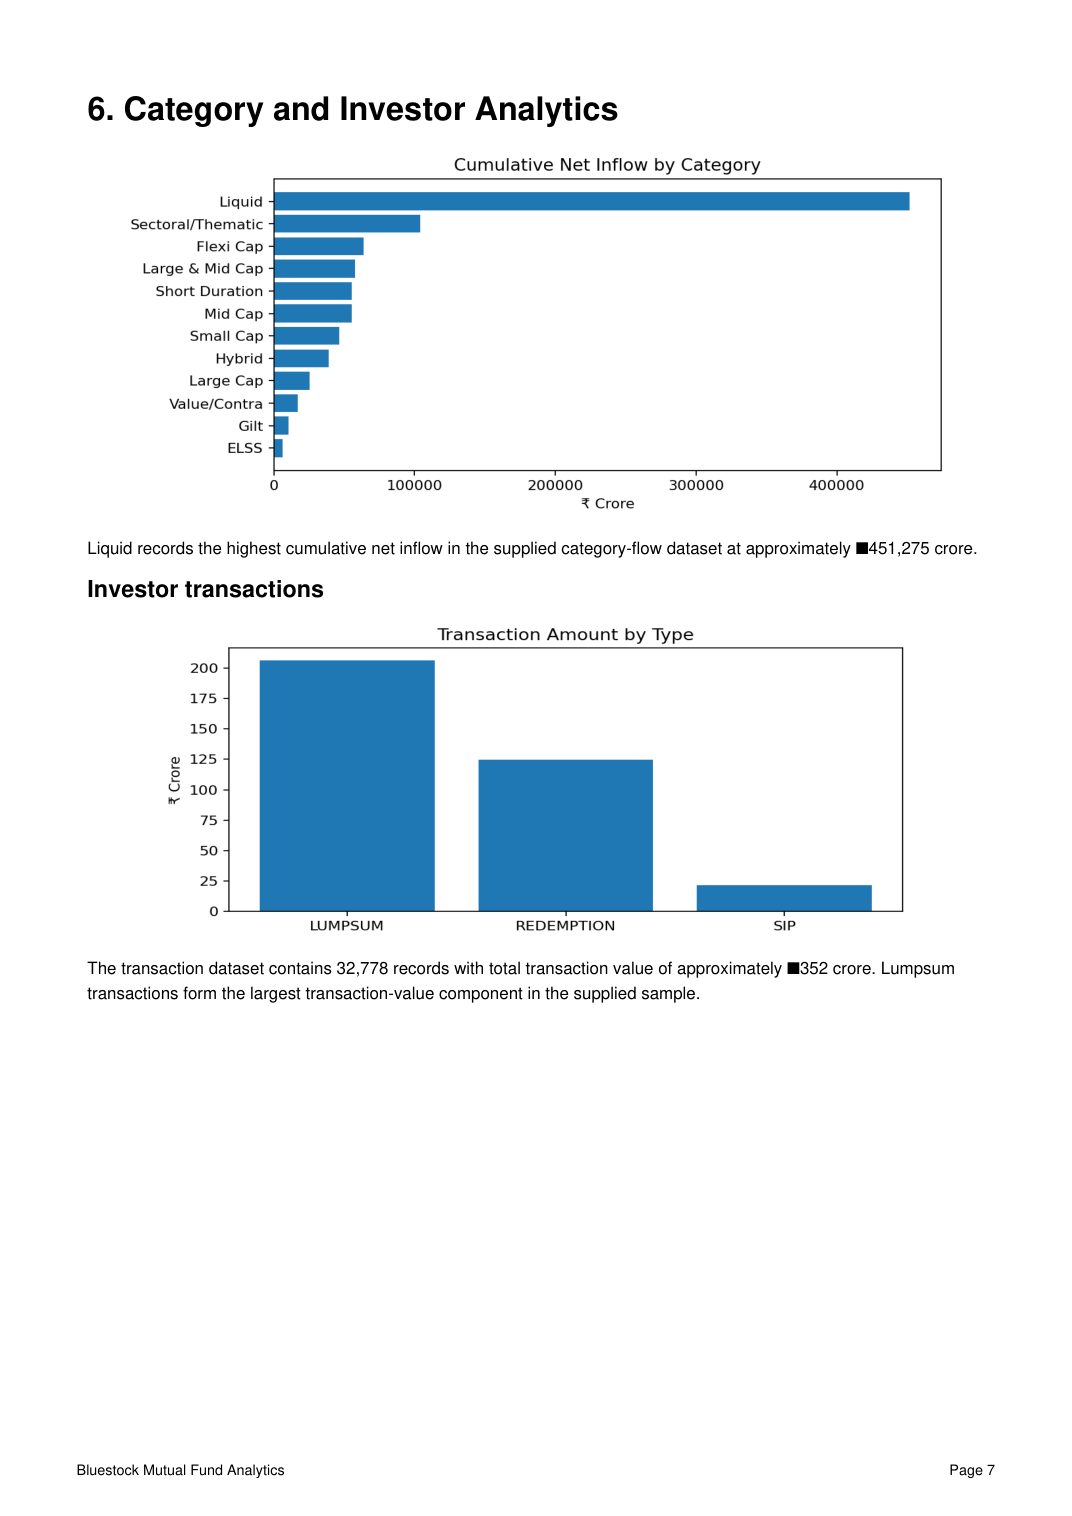 6. Category and Investor Analytics
Cumulative Net Inflow by Category
Liquid
Sectoral/Thematic
Flexi Cap
Large & Mid Cap
Short Duration
Mid Cap
Small Cap
Hybrid
Large Cap
Value/Contra
Gilt
ELSS
0 100000 200000 300000 400000
₹ Crore
Liquid records the highest cumulative net inflow in the supplied category-flow dataset at approximately ■451,275 crore.
Investor transactions
Transaction Amount by Type
200
175
150
125
100
75
50
25
0
₹ Crore
LUMPSUM REDEMPTION SIP
The transaction dataset contains 32,778 records with total transaction value of approximately ■352 crore. Lumpsum
transactions form the largest transaction-value component in the supplied sample.
Bluestock Mutual Fund Analytics Page 7